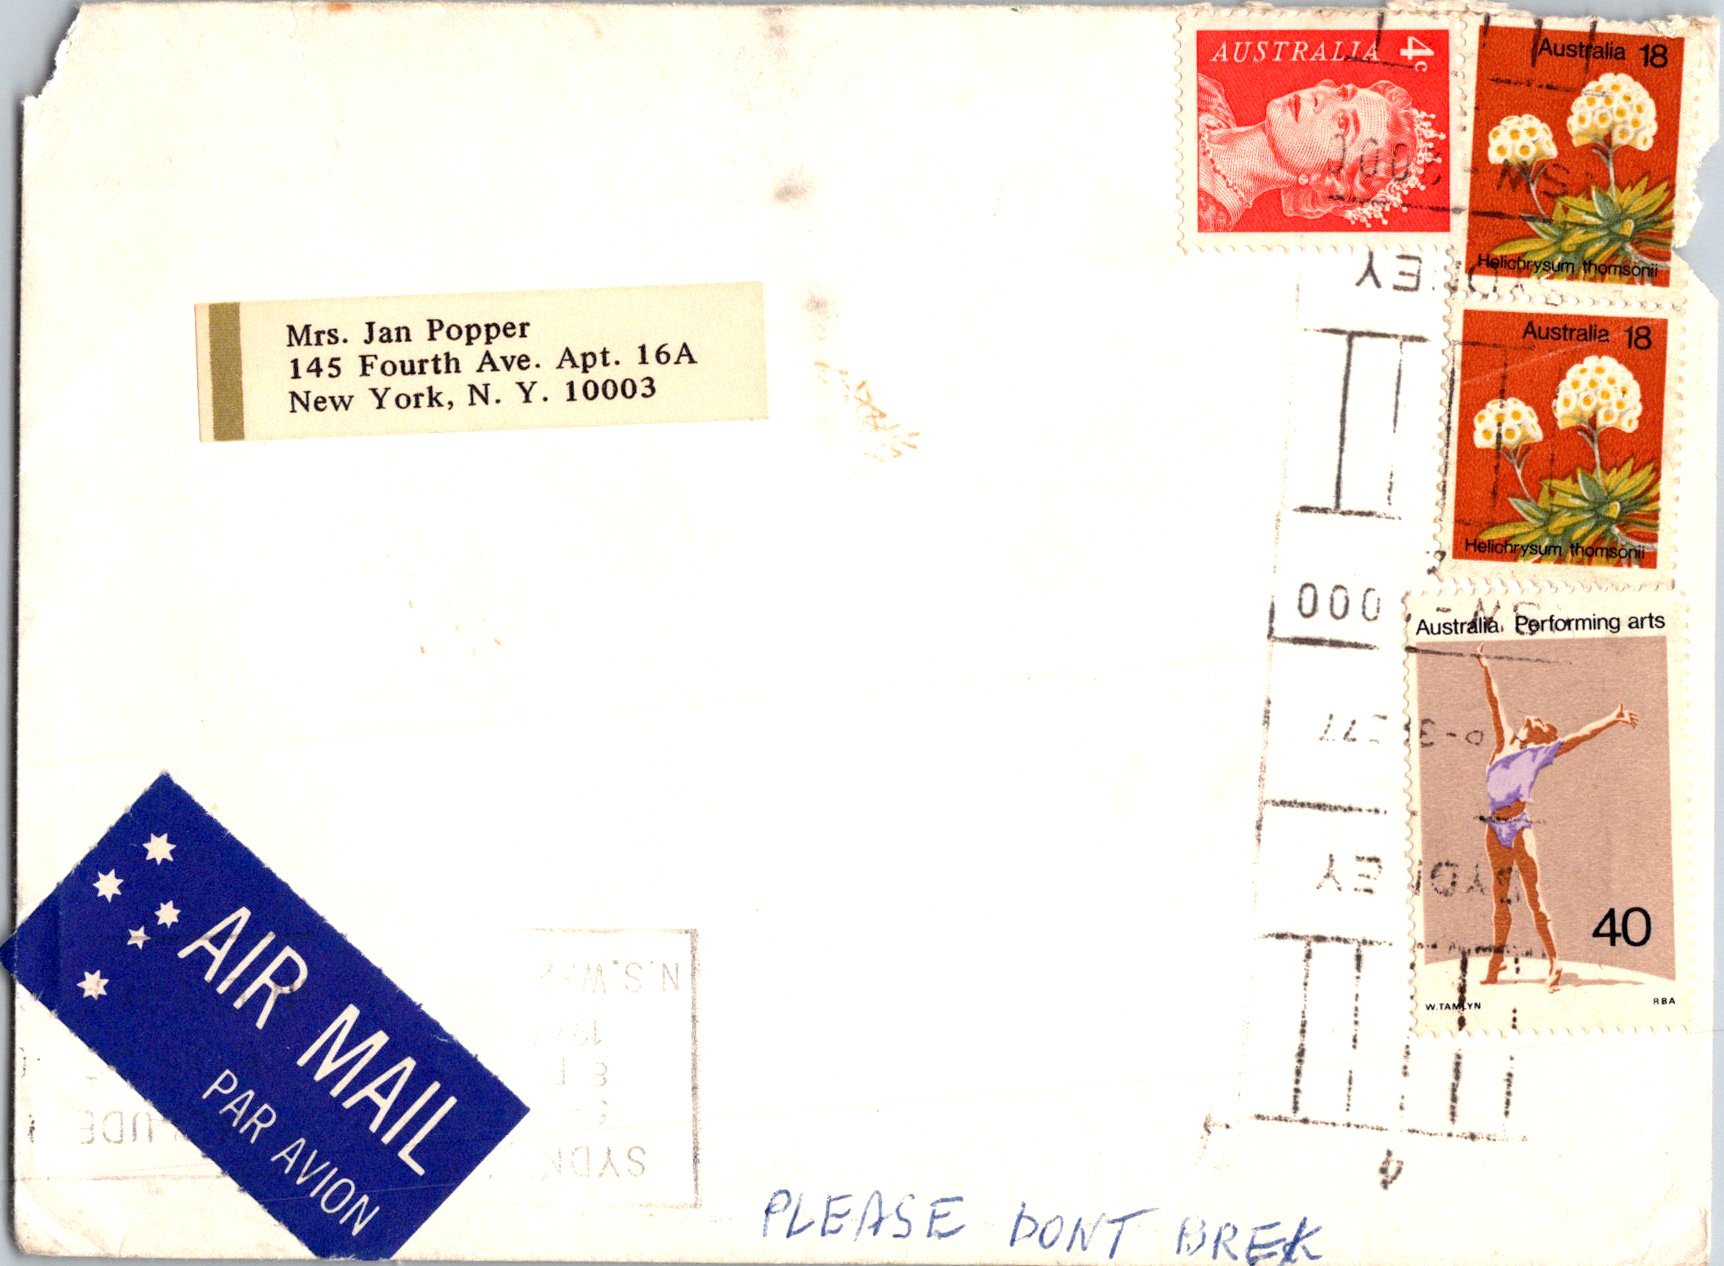 AUSTRALIA 4c
Australia 18
Helichrysum thomsonii
Australia 18
Helichrysum thomsonii
Mrs. Jan Popper
145 Fourth Ave. Apt. 16A
New York, N. Y. 10003
Australia Performing arts
40
W.TAMLYN RBA
AIR MAIL
PAR AVION
N.S.W.
PLEASE DONT BREK